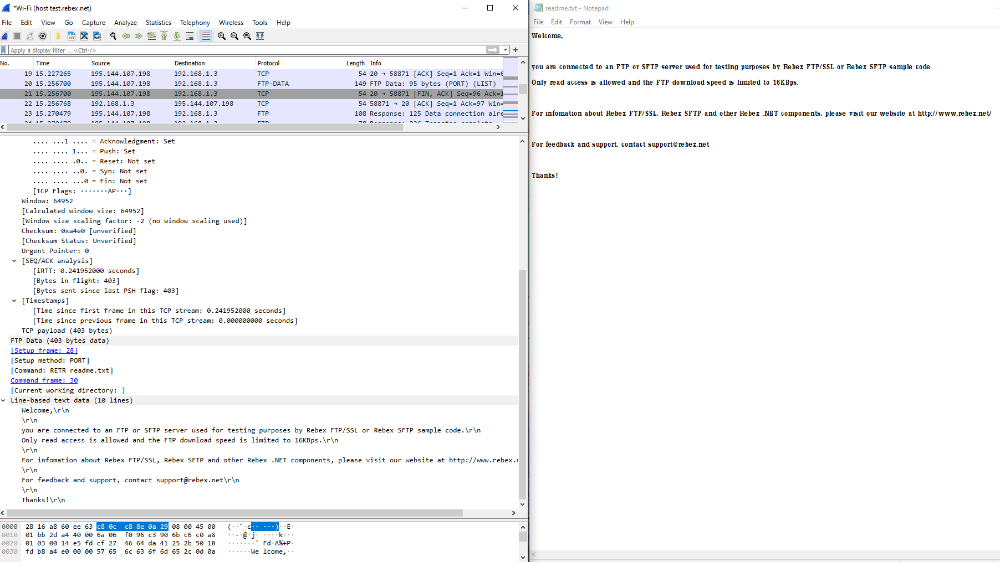 *Wi-Fi (host test.rebex.net)
File Edit View Go Capture Analyze Statistics Telephony Wireless Tools Help
Apply a display filter ... <Ctrl-/>
No. Time Source Destination Protocol Length Info
19 15.227265 195.144.107.198 192.168.1.3 TCP 54 20 → 58871 [ACK] Seq=1 Ack=1 Win=6
20 15.256700 195.144.107.198 192.168.1.3 FTP-DATA 149 FTP Data: 95 bytes (PORT) (LIST)
21 15.256700 195.144.107.198 192.168.1.3 TCP 54 20 → 58871 [FIN, ACK] Seq=96 Ack=1
22 15.256768 192.168.1.3 195.144.107.198 TCP 54 58871 → 20 [ACK] Seq=1 Ack=97 Win=
23 15.270479 195.144.107.198 192.168.1.3 FTP 108 Response: 125 Data connection alre
.... ...1 .... = Acknowledgment: Set
.... .... 1... = Push: Set
.... .... .0.. = Reset: Not set
.... .... ..0. = Syn: Not set
.... .... ...0 = Fin: Not set
[TCP Flags: ·······AP···]
Window: 64952
[Calculated window size: 64952]
[Window size scaling factor: -2 (no window scaling used)]
Checksum: 0xa4e0 [unverified]
[Checksum Status: Unverified]
Urgent Pointer: 0
[SEQ/ACK analysis]
[iRTT: 0.241952000 seconds]
[Bytes in flight: 403]
[Bytes sent since last PSH flag: 403]
[Timestamps]
[Time since first frame in this TCP stream: 0.241952000 seconds]
[Time since previous frame in this TCP stream: 0.000000000 seconds]
TCP payload (403 bytes)
FTP Data (403 bytes data)
[Setup frame: 28]
[Setup method: PORT]
[Command: RETR readme.txt]
Command frame: 30
[Current working directory: ]
Line-based text data (10 lines)
Welcome,\r\n
\r\n
you are connected to an FTP or SFTP server used for testing purposes by Rebex FTP/SSL or Rebex SFTP sample code.\r\n
Only read access is allowed and the FTP download speed is limited to 16KBps.\r\n
\r\n
For infomation about Rebex FTP/SSL, Rebex SFTP and other Rebex .NET components, please visit our website at http://www.rebex.r
\r\n
For feedback and support, contact support@rebex.net\r\n
\r\n
Thanks!\r\n
0000 28 16 a8 60 ee 63 c8 0c c8 8e 0a 29 08 00 45 00 (··`·c·· ···)··E·
0010 01 bb 2d a4 40 00 6a 06 f0 96 c3 90 6b c6 c0 a8 ··-·@·j· ····k···
0020 01 03 00 14 e5 fd cf 27 46 64 da 41 25 2b 50 18 ·······' Fd·A%+P·
0030 fd b8 a4 e0 00 00 57 65 6c 63 6f 6d 65 2c 0d 0a ······We lcome,··
readme.txt - Notepad
File Edit Format View Help
Welcome,
you are connected to an FTP or SFTP server used for testing purposes by Rebex FTP/SSL or Rebex SFTP sample code.
Only read access is allowed and the FTP download speed is limited to 16KBps.
For infomation about Rebex FTP/SSL, Rebex SFTP and other Rebex .NET components, please visit our website at http://www.rebex.net/
For feedback and support, contact support@rebex.net
Thanks!